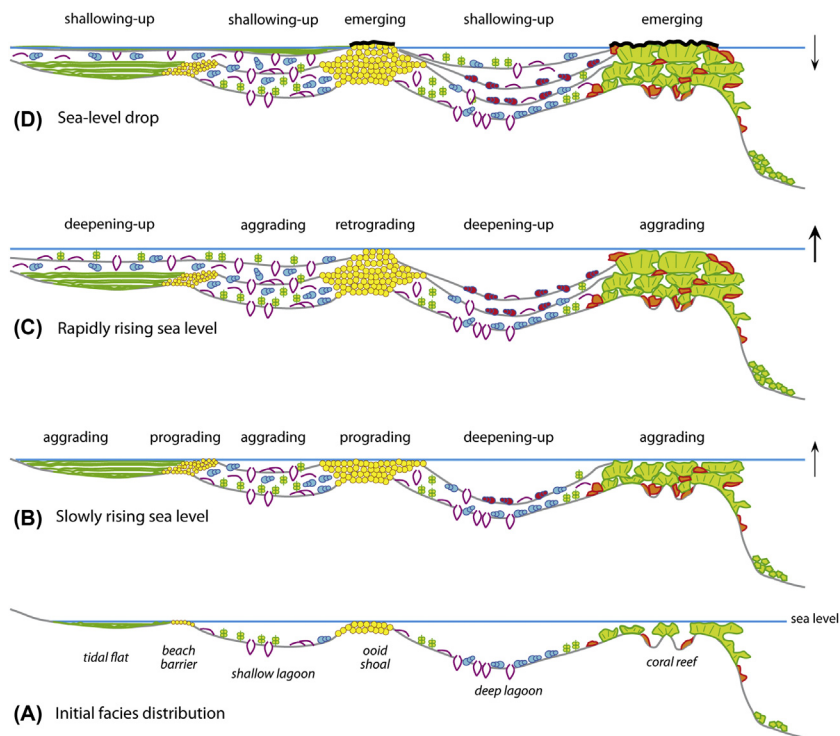 shallowing-up shallowing-up emerging shallowing-up emerging
(D) Sea-level drop
deepening-up aggrading retrograding deepening-up aggrading
(C) Rapidly rising sea level
aggrading prograding aggrading prograding deepening-up aggrading
(B) Slowly rising sea level
sea level
tidal flat
beach
barrier
shallow lagoon
ooid
shoal
deep lagoon
coral reef
(A) Initial facies distribution